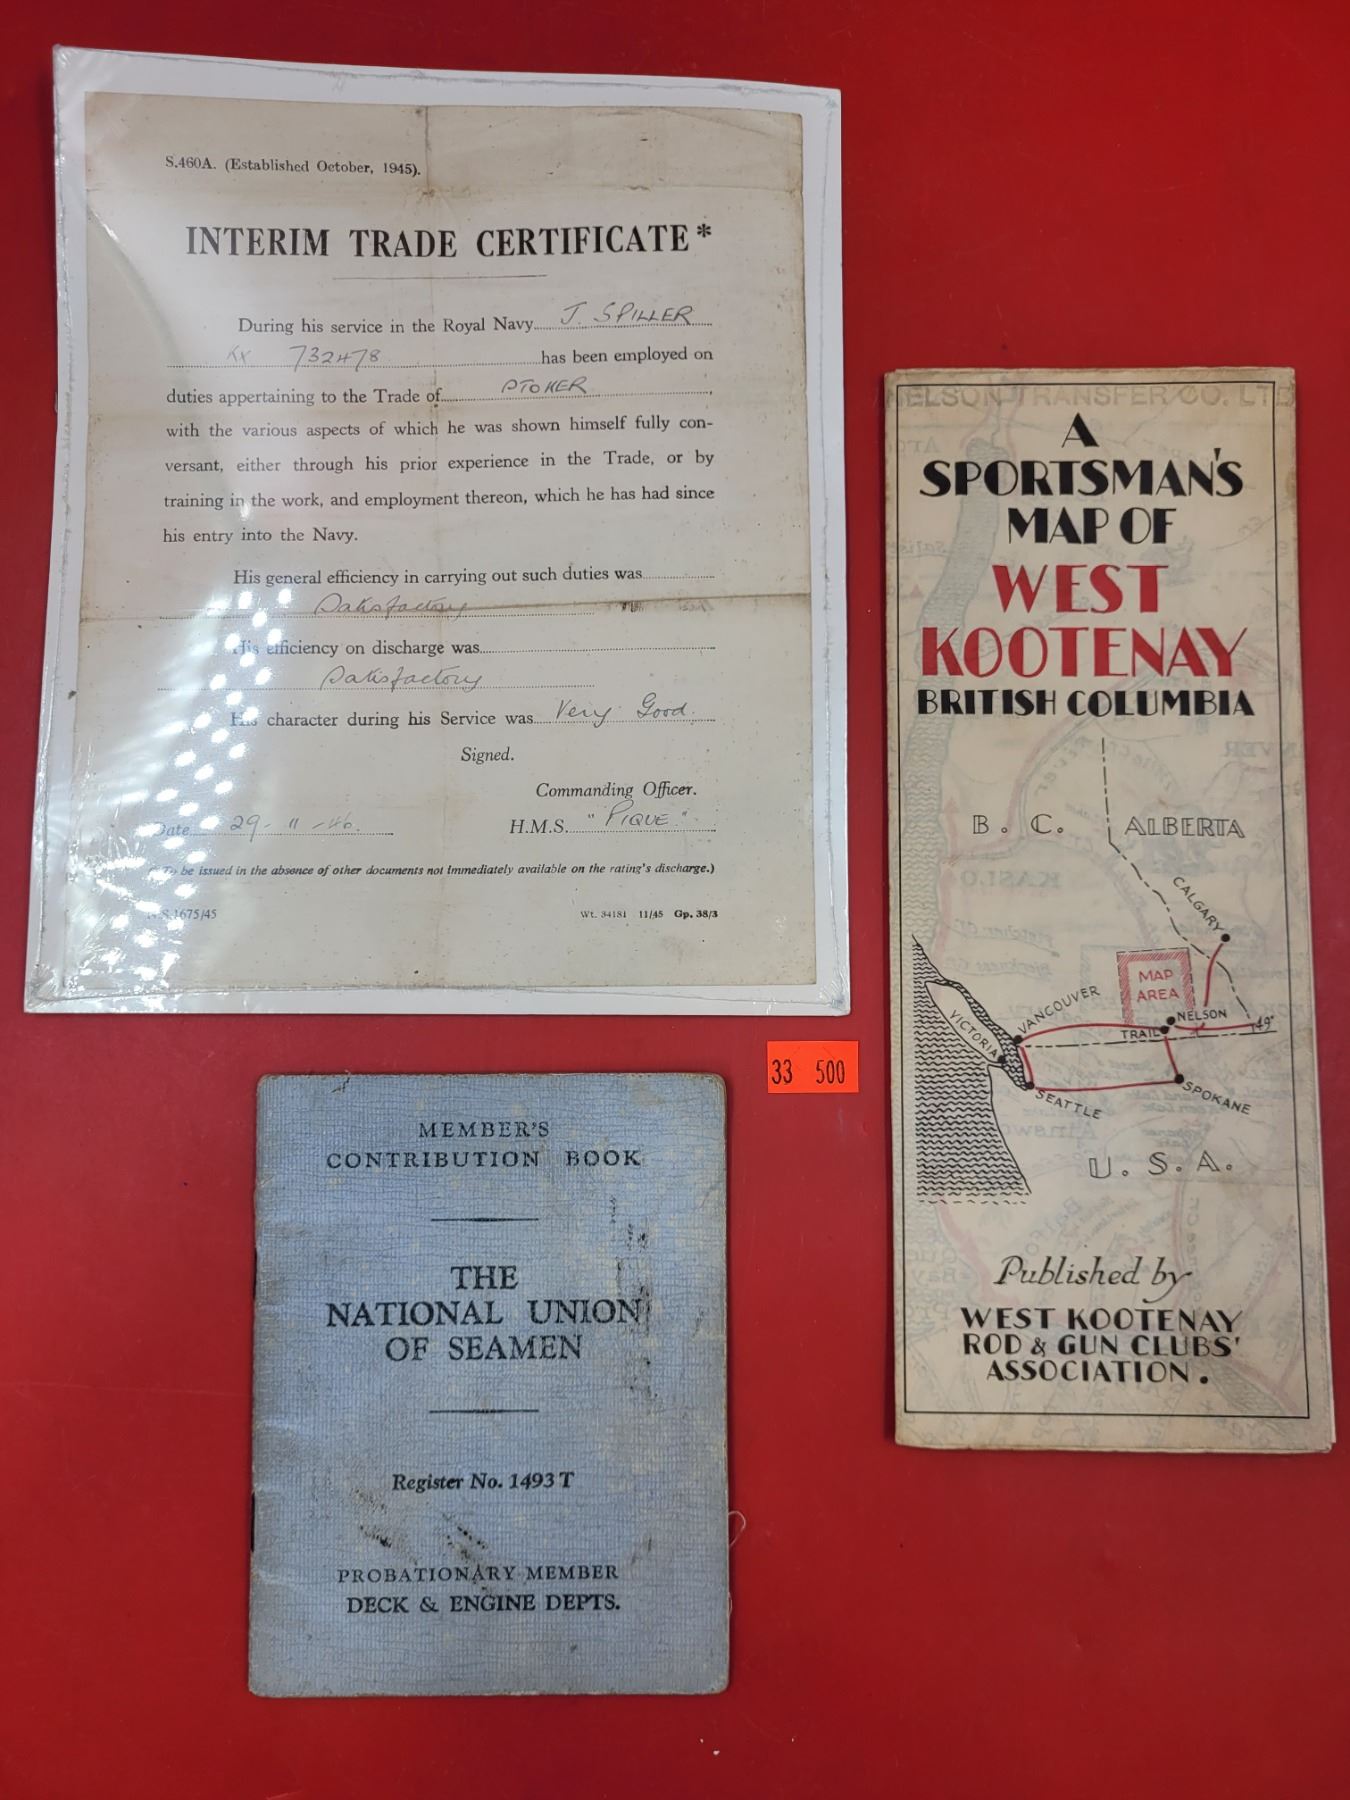 S.460A. (Established October, 1945).
INTERIM TRADE CERTIFICATE*
During his service in the Royal Navy J. SPILLER
KX 732478 has been employed on
duties appertaining to the Trade of STOKER,
with the various aspects of which he was shown himself fully con-
versant, either through his prior experience in the Trade, or by
training in the work, and employment thereon, which he has had since
his entry into the Navy.
His general efficiency in carrying out such duties was
Satisfactory
His efficiency on discharge was
Satisfactory
His character during his Service was Very Good.
Signed.
Commanding Officer.
Date 29-11-46. H.M.S. "PIQUE".
To be issued in the absence of other documents not immediately available on the rating's discharge.)
N.S. 1675/45 Wt. 34181 11/45 Gp. 38/3
NELSON TRANSFER CO. LTD
A
SPORTSMAN'S
MAP OF
WEST
KOOTENAY
BRITISH COLUMBIA
B. C. ALBERTA
CALGARY
MAP
AREA
VANCOUVER
NELSON
VICTORIA
TRAIL
49°
SEATTLE
SPOKANE
U. S. A.
Published by
WEST KOOTENAY
ROD & GUN CLUBS'
ASSOCIATION.
33 500
MEMBER'S
CONTRIBUTION BOOK
THE
NATIONAL UNION
OF SEAMEN
Register No. 1493 T
PROBATIONARY MEMBER
DECK & ENGINE DEPTS.